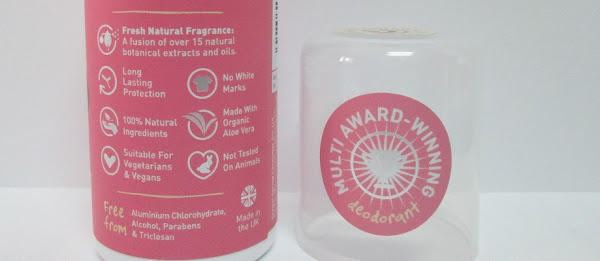 Fresh Natural Fragrance:
A fusion of over 15 natural
botanical extracts and oils.
Long
Lasting
Protection
No White
Marks
100% Natural
Ingredients
Made With
Organic
Aloe Vera
Suitable For
Vegetarians
& Vegans
Not Tested
On Animals
Free
from
Aluminium Chlorohydrate,
Alcohol, Parabens
& Triclosan
Made in
the UK
MULTI AWARD-WINNING
deodorant